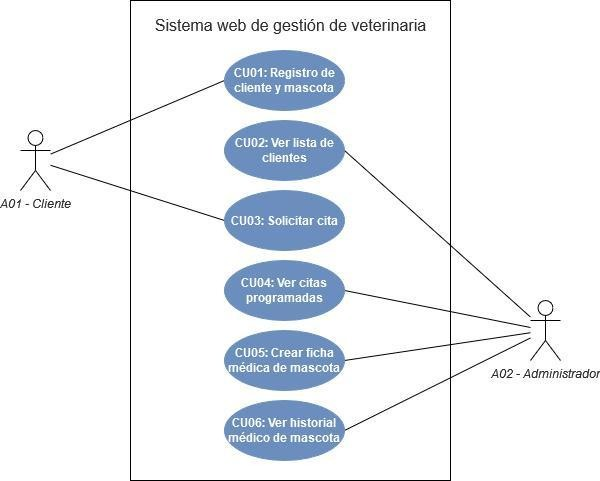 Sistema web de gestión de veterinaria
CU01: Registro de
cliente y mascota
CU02: Ver lista de
clientes
A01 - Cliente
CU03: Solicitar cita
CU04: Ver citas
programadas
CU05: Crear ficha
médica de mascota
A02 - Administrador
CU06: Ver historial
médico de mascota